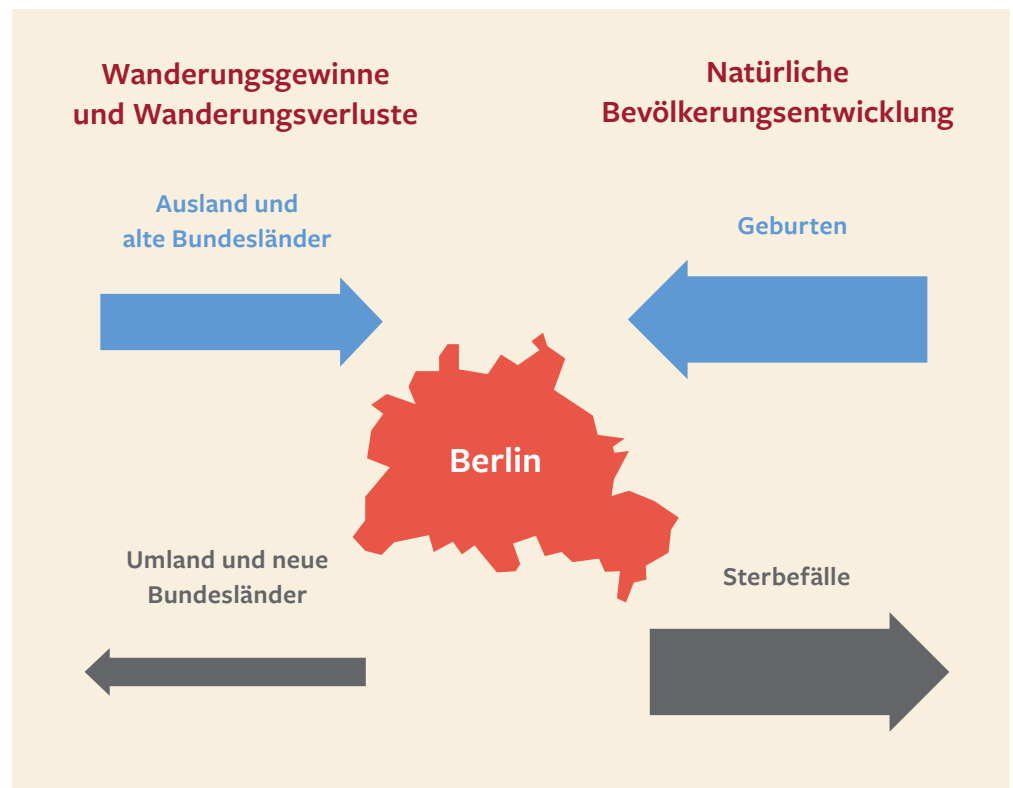 Wanderungsgewinne
und Wanderungsverluste
Natürliche
Bevölkerungsentwicklung
Ausland und
alte Bundesländer
Geburten
Berlin
Umland und neue
Bundesländer
Sterbefälle